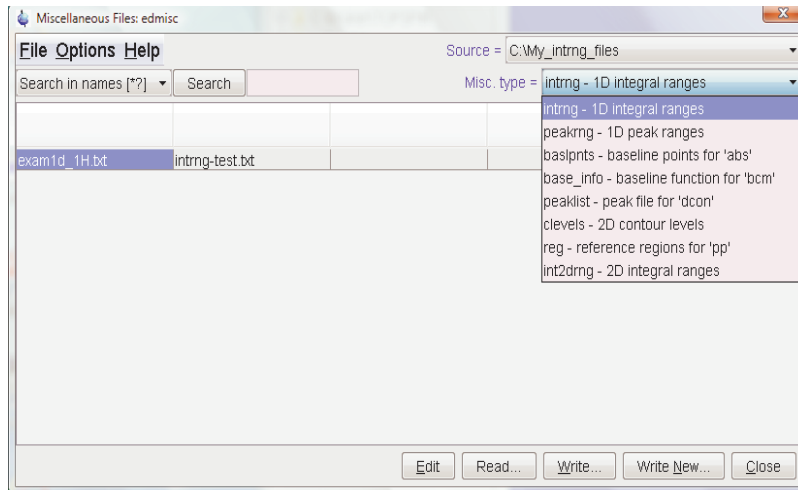 Miscellaneous Files: edmisc
File Options Help
Source = C:\My_intrng_files
Search in names [*?] Search
Misc. type = intrng - 1D integral ranges
intrng - 1D integral ranges
peakrng - 1D peak ranges
baslpnts - baseline points for 'abs'
base_info - baseline function for 'bcm'
peaklist - peak file for 'dcon'
clevels - 2D contour levels
reg - reference regions for 'pp'
int2drng - 2D integral ranges
exam1d_1H.txt intrng-test.txt
Edit Read... Write... Write New... Close